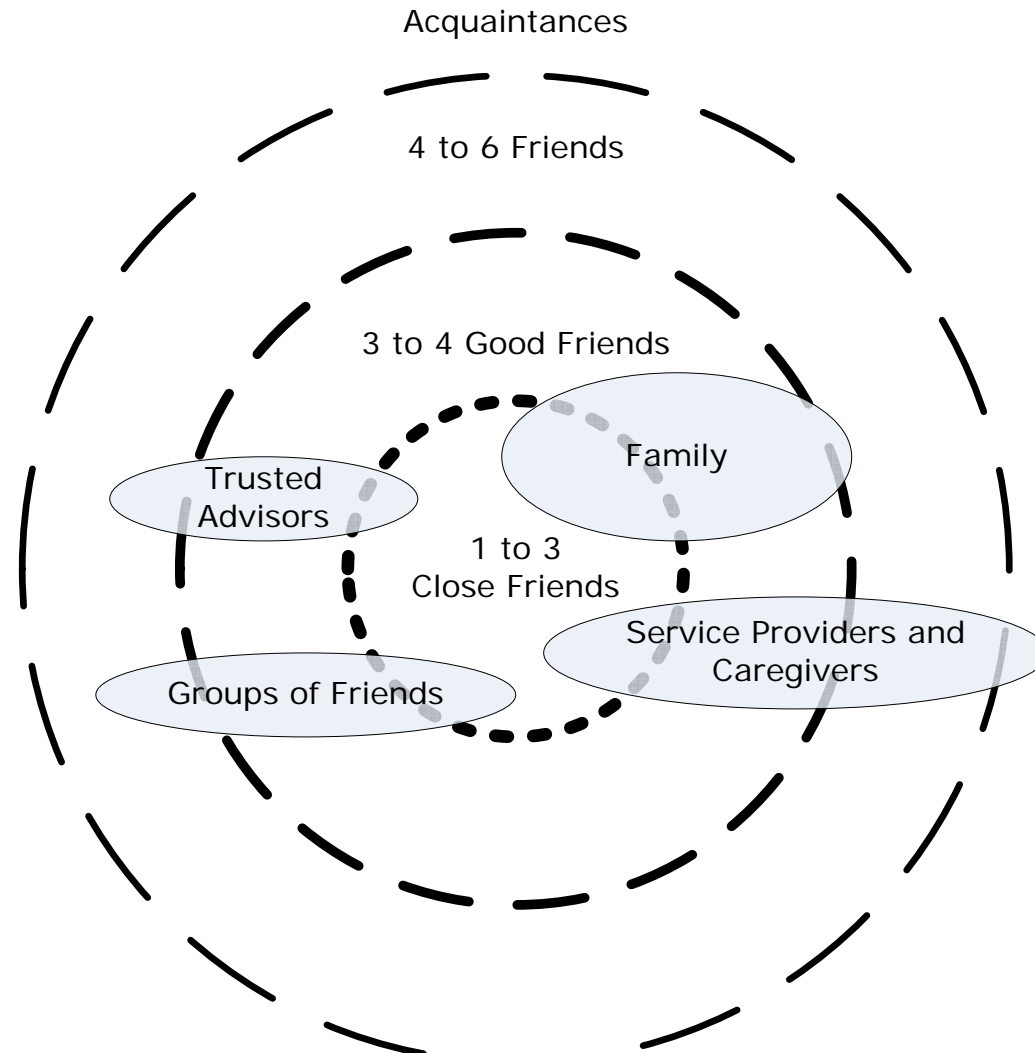 Acquaintances
4 to 6 Friends
3 to 4 Good Friends
Family
Trusted
Advisors
1 to 3
Close Friends
Service Providers and
Caregivers
Groups of Friends